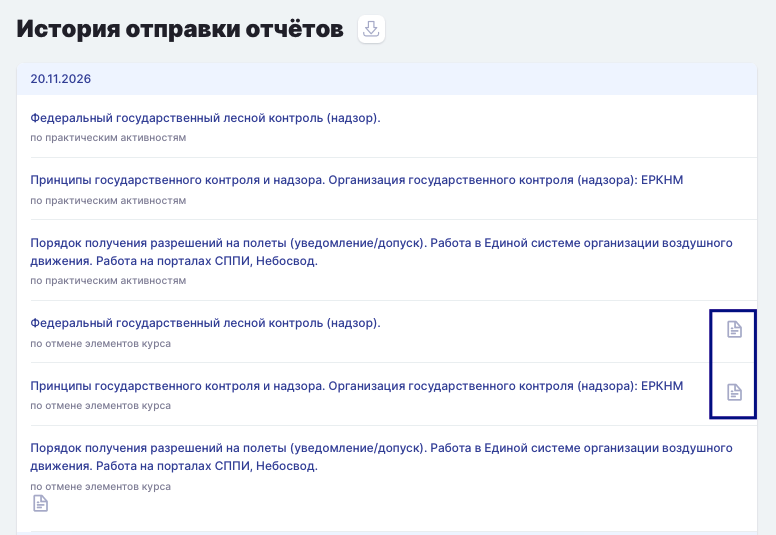 История отправки отчётов
20.11.2026
Федеральный государственный лесной контроль (надзор).
по практическим активностям
Принципы государственного контроля и надзора. Организация государственного контроля (надзора): ЕРКНМ
по практическим активностям
Порядок получения разрешений на полеты (уведомление/допуск). Работа в Единой системе организации воздушного
движения. Работа на порталах СППИ, Небосвод.
по практическим активностям
Федеральный государственный лесной контроль (надзор).
по отмене элементов курса
Принципы государственного контроля и надзора. Организация государственного контроля (надзора): ЕРКНМ
по отмене элементов курса
Порядок получения разрешений на полеты (уведомление/допуск). Работа в Единой системе организации воздушного
движения. Работа на порталах СППИ, Небосвод.
по отмене элементов курса